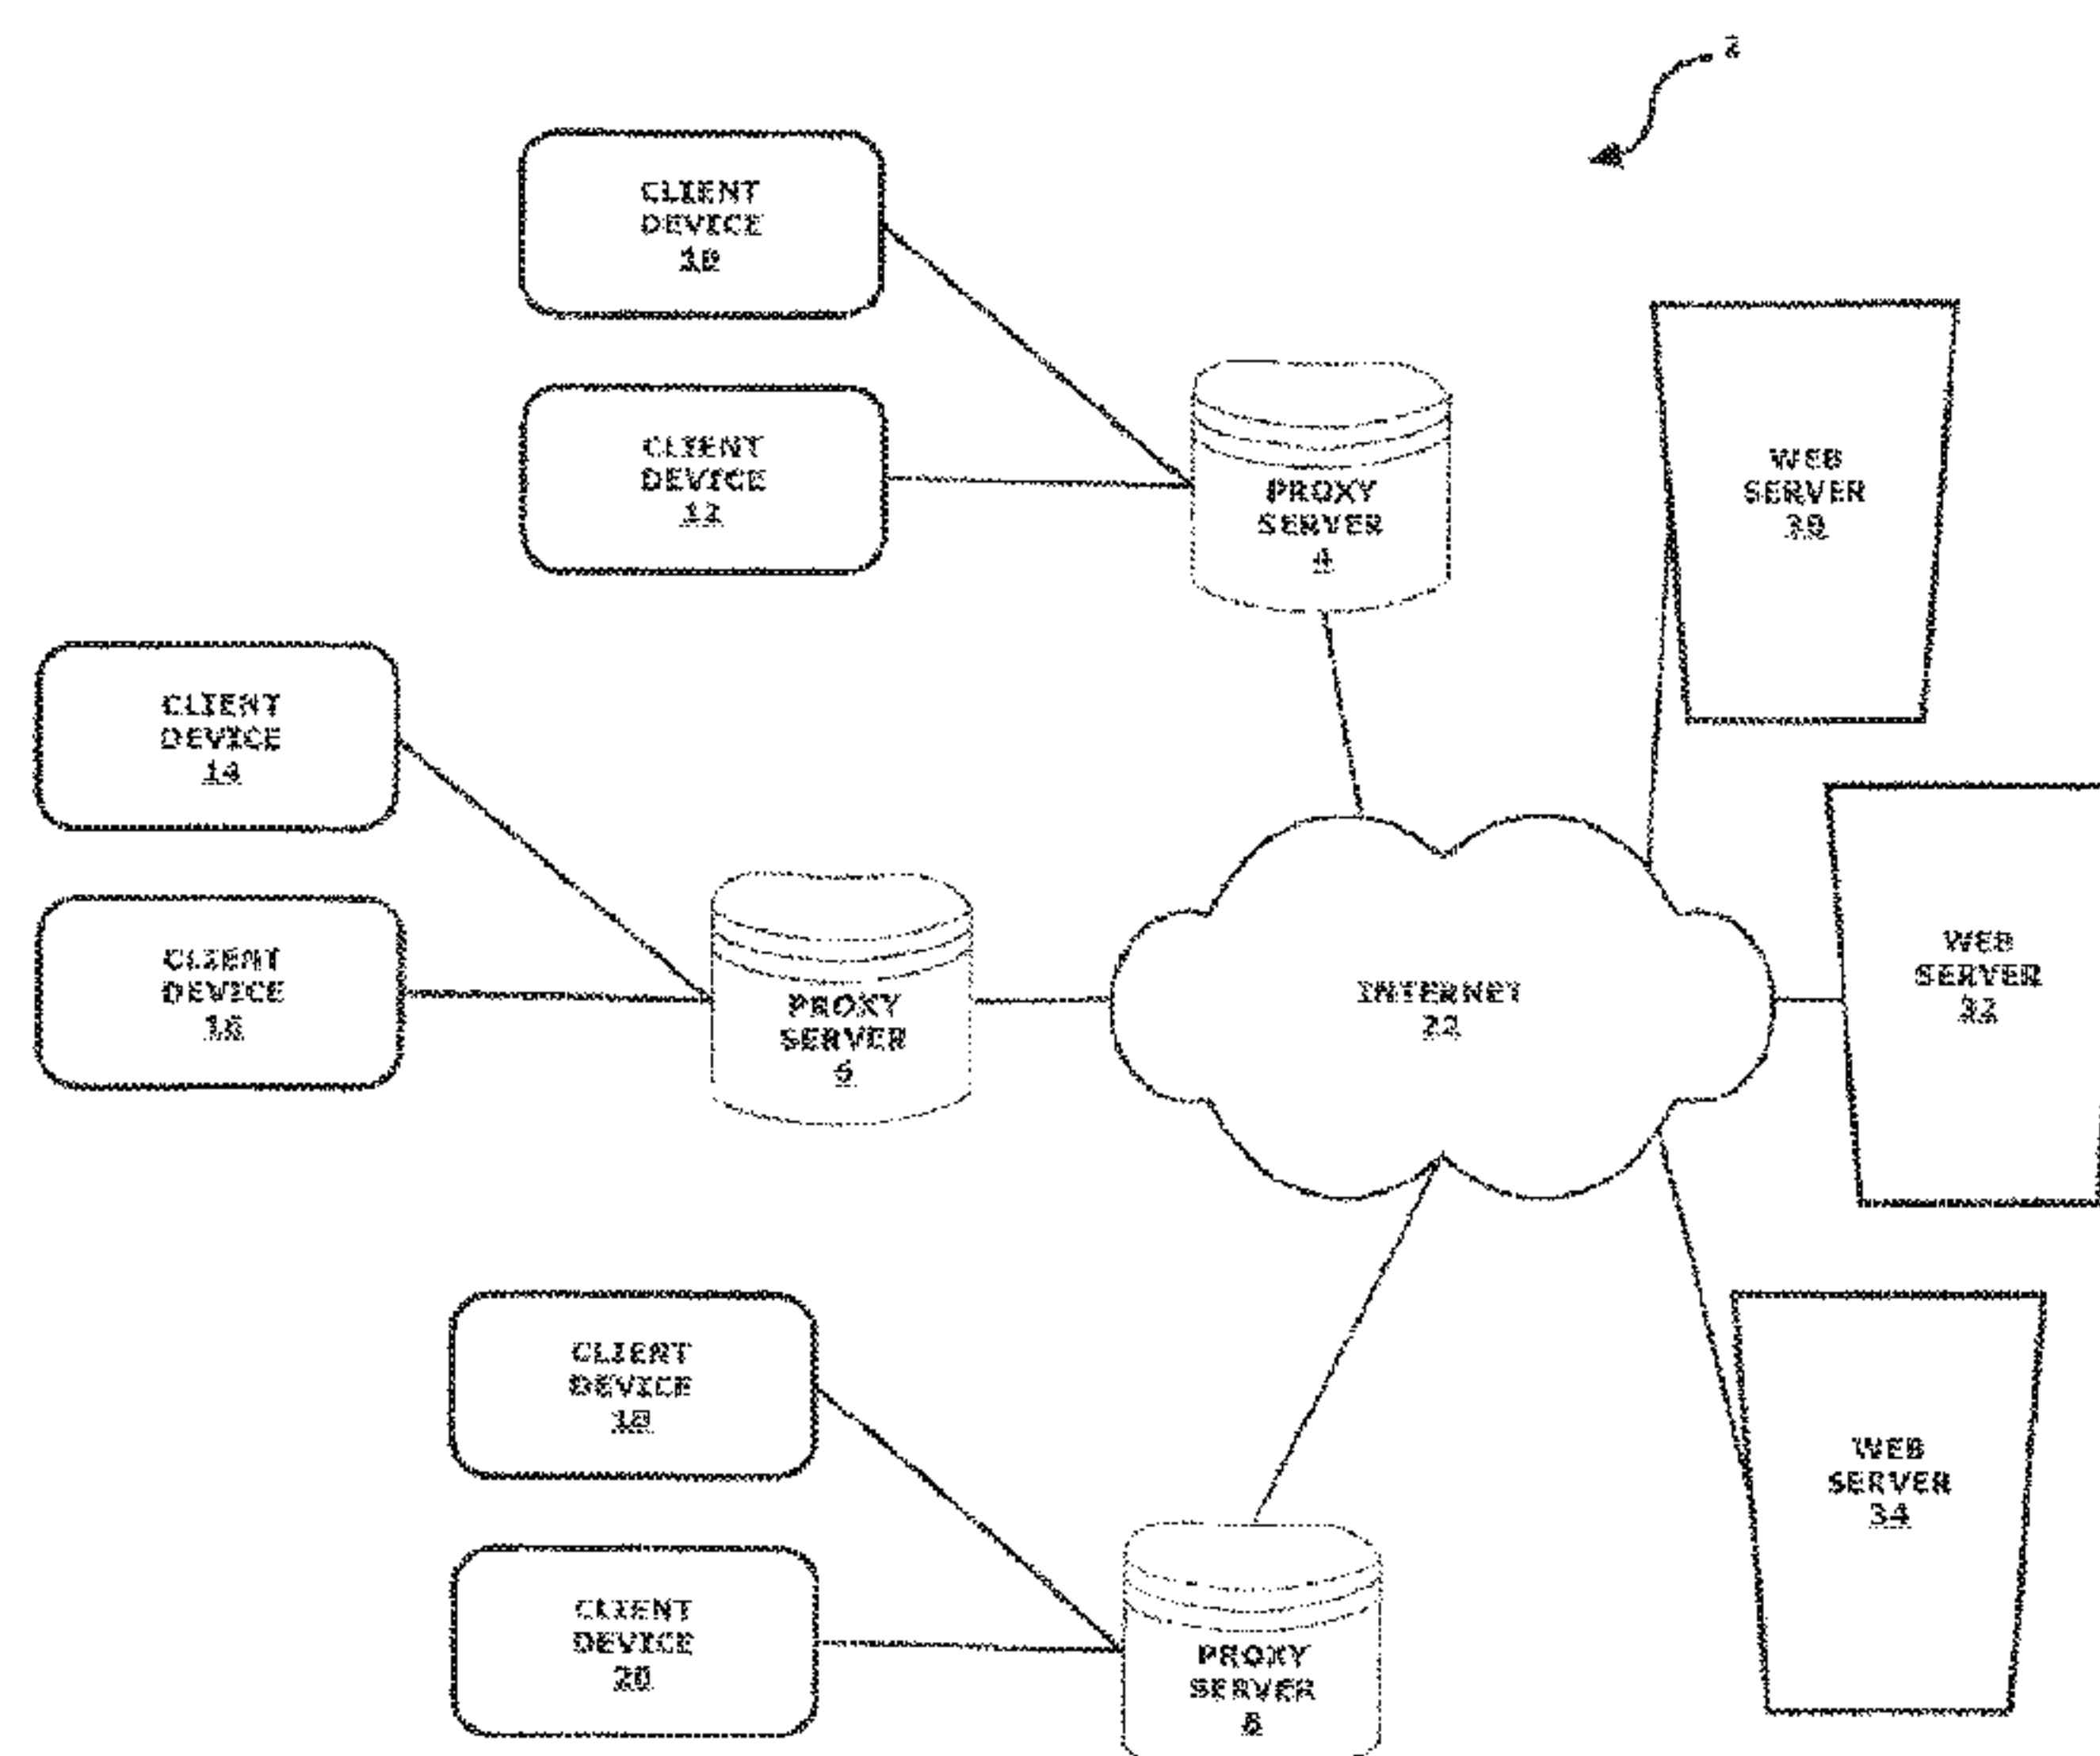 CLIENT
DEVICE
10
CLIENT
DEVICE
12
PROXY
SERVER
4
WEB
SERVER
30
CLIENT
DEVICE
14
CLIENT
DEVICE
16
PROXY
SERVER
6
INTERNET
22
WEB
SERVER
32
CLIENT
DEVICE
18
CLIENT
DEVICE
20
PROXY
SERVER
8
WEB
SERVER
34